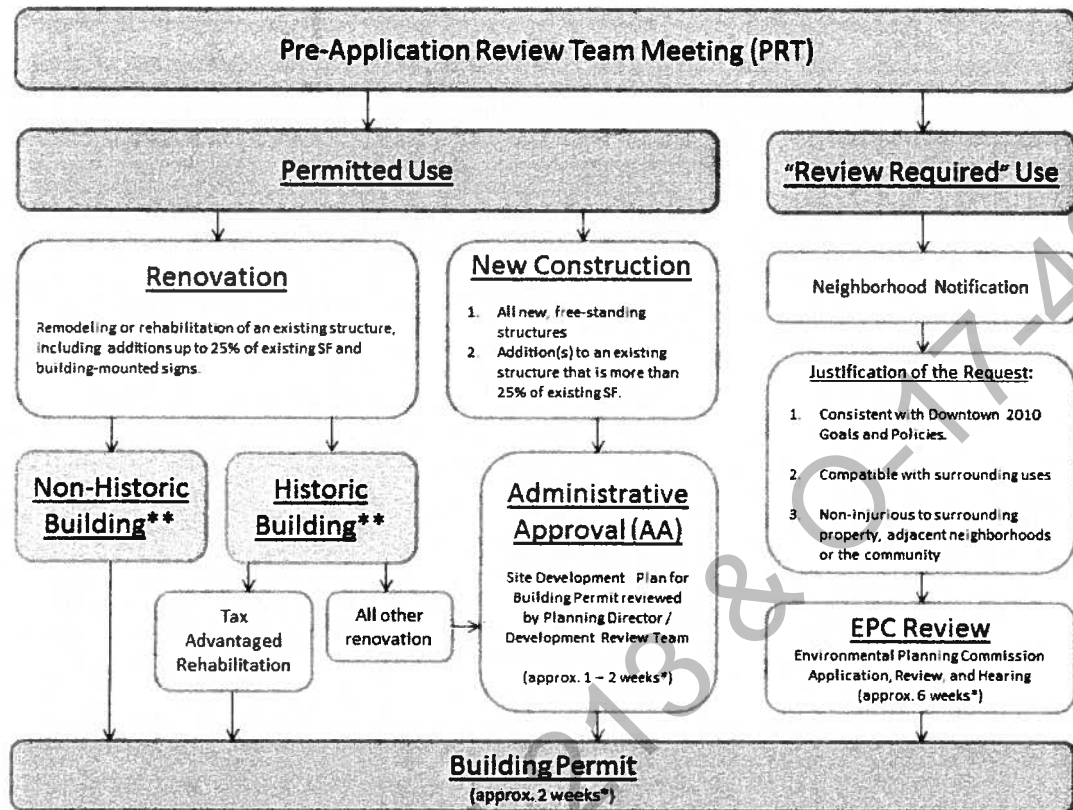 Pre-Application Review Team Meeting (PRT)
Permitted Use
"Review Required" Use
Renovation
Remodeling or rehabilitation of an existing structure,
including additions up to 25% of existing SF and
building-mounted signs.
New Construction
1. All new, free-standing
structures
2. Addition(s) to an existing
structure that is more than
25% of existing SF.
Neighborhood Notification
Justification of the Request:
1. Consistent with Downtown 2010
Goals and Policies.
2. Compatible with surrounding uses
3. Non-injurious to surrounding
property, adjacent neighborhoods
or the community
Non-Historic
Building**
Historic
Building**
Administrative
Approval (AA)
Site Development Plan for
Building Permit reviewed
by Planning Director /
Development Review Team
(approx. 1 – 2 weeks*)
Tax
Advantaged
Rehabilitation
All other
renovation
EPC Review
Environmental Planning Commission
Application, Review, and Hearing
(approx. 6 weeks*)
Building Permit
(approx. 2 weeks*)
213 & O-17-4